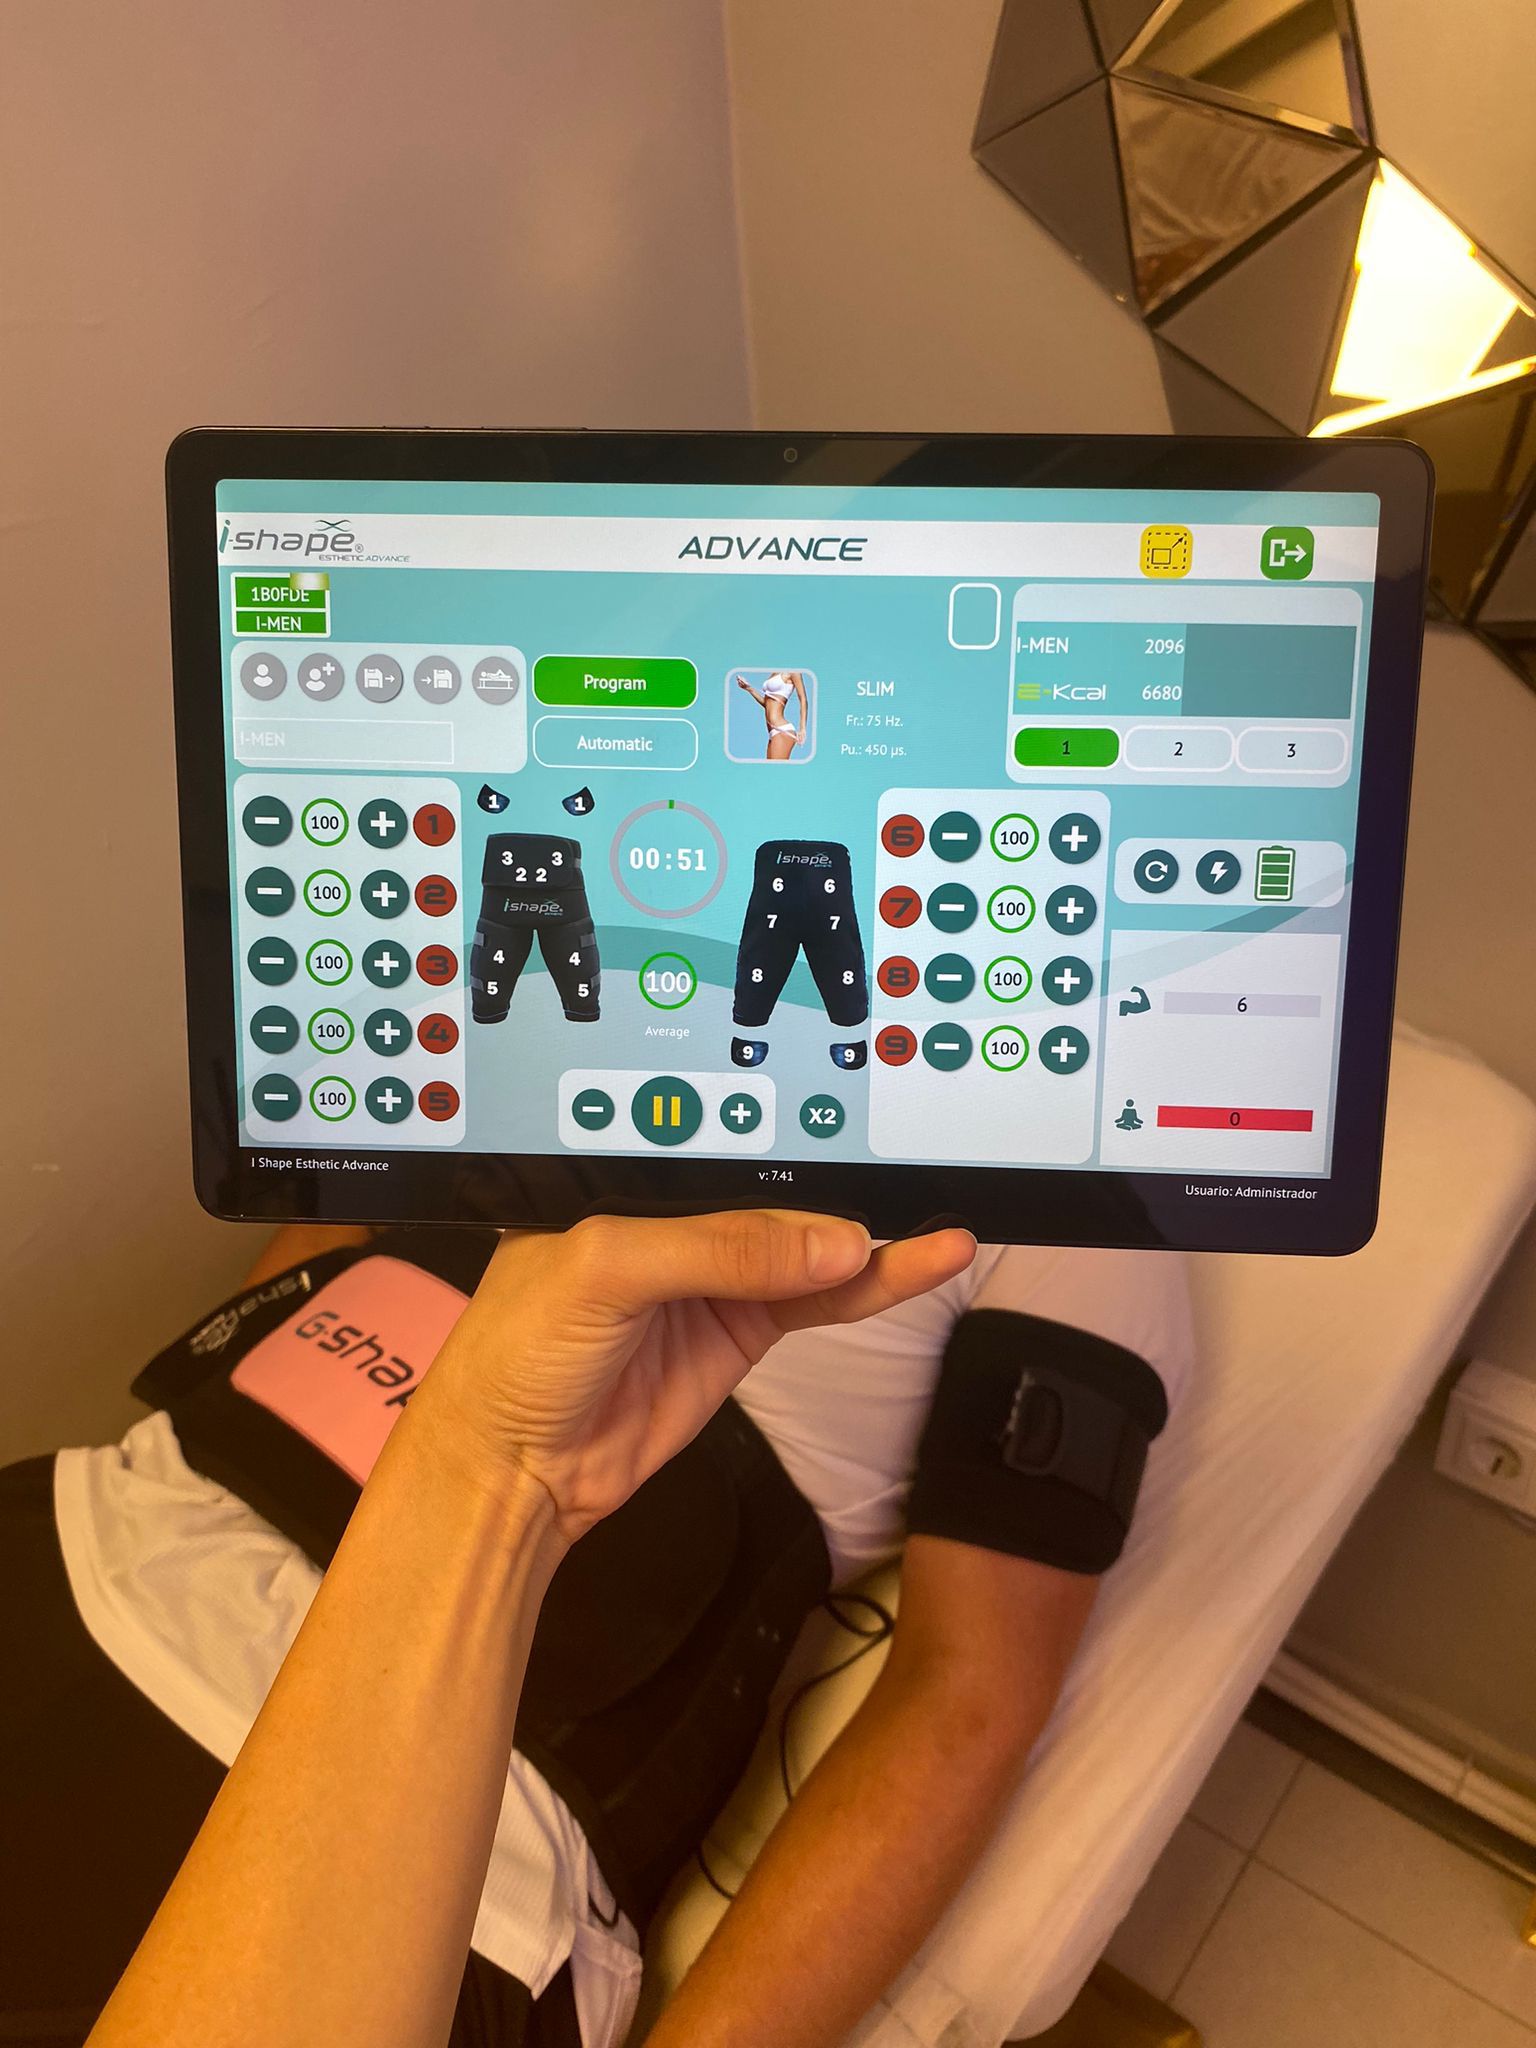 i-shape®
ESTHETIC ADVANCE
ADVANCE
1B0FDE
I-MEN
I-MEN
Program
Automatic
SLIM
Fr.: 75 Hz.
Pu.: 450 µs.
I-MEN 2096
E-Kcal 6680
1 2 3
100 1
100 2
100 3
100 4
100 5
1 1
3 3
2 2
i-shape
4 4
5 5
00:51
100
Average
X2
i-shape
6 6
7 7
8 8
9 9
6 100
7 100
8 100
9 100
6
0
I Shape Esthetic Advance
v: 7.41
Usuario: Administrador
i-shape
G-shap